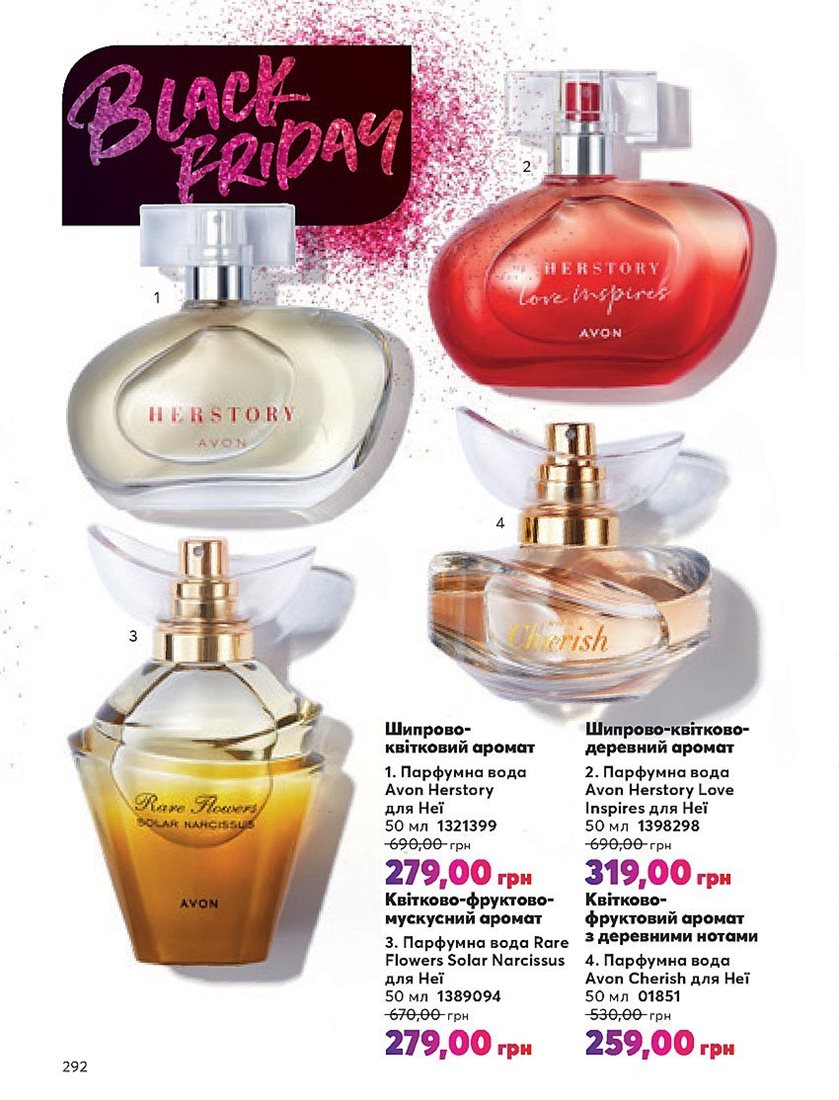 BLACK
FRIDAY
2
HERSTORY
love inspires
AVON
1
HERSTORY
AVON
4
Cherish
3
Rare Flowers
SOLAR NARCISSUS
AVON
Шипрово-
квітковий аромат
1. Парфумна вода
Avon Herstory
для Неї
50 мл 1321399
690,00 грн
279,00 грн
Шипрово-квітково-
деревний аромат
2. Парфумна вода
Avon Herstory Love
Inspires для Неї
50 мл 1398298
690,00 грн
319,00 грн
Квітково-фруктово-
мускусний аромат
3. Парфумна вода Rare
Flowers Solar Narcissus
для Неї
50 мл 1389094
670,00 грн
279,00 грн
Квітково-
фруктовий аромат
з деревними нотами
4. Парфумна вода
Avon Cherish для Неї
50 мл 01851
530,00 грн
259,00 грн
292